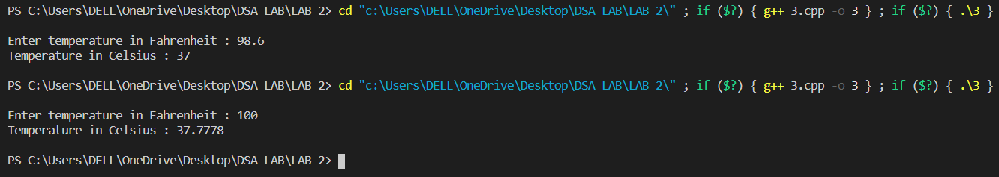 PS C:\Users\DELL\OneDrive\Desktop\DSA LAB\LAB 2> cd "c:\Users\DELL\OneDrive\Desktop\DSA LAB\LAB 2\" ; if ($?) { g++ 3.cpp -o 3 } ; if ($?) { .\3 }
Enter temperature in Fahrenheit : 98.6
Temperature in Celsius : 37
PS C:\Users\DELL\OneDrive\Desktop\DSA LAB\LAB 2> cd "c:\Users\DELL\OneDrive\Desktop\DSA LAB\LAB 2\" ; if ($?) { g++ 3.cpp -o 3 } ; if ($?) { .\3 }
Enter temperature in Fahrenheit : 100
Temperature in Celsius : 37.7778
PS C:\Users\DELL\OneDrive\Desktop\DSA LAB\LAB 2>